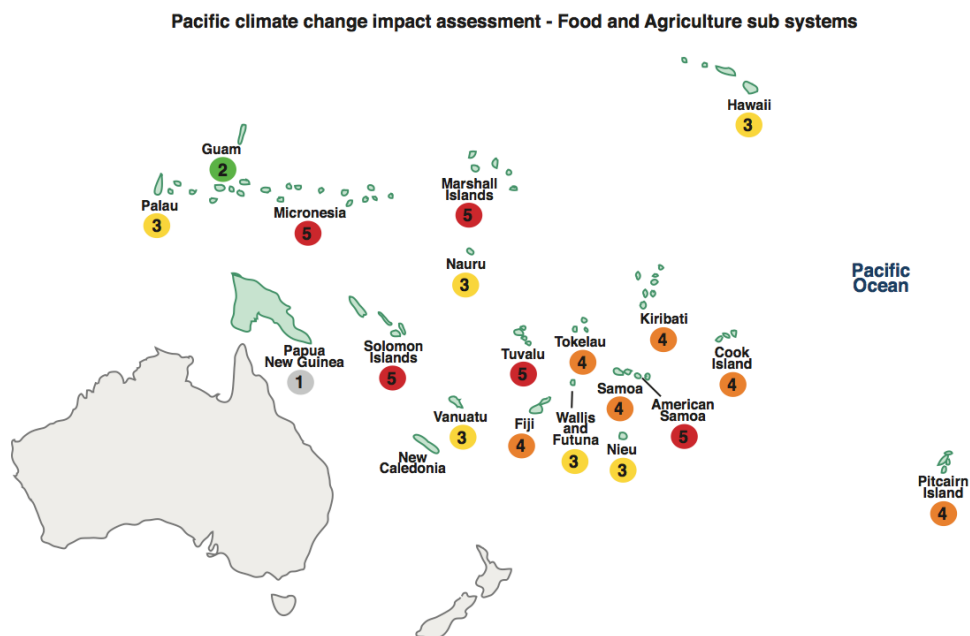 Pacific climate change impact assessment - Food and Agriculture sub systems
Hawaii
3
Guam
2
Marshall
Islands
5
Palau
3
Micronesia
5
Nauru
3
Pacific
Ocean
Kiribati
4
Papua
New Guinea
1
Solomon
Islands
5
Tuvalu
5
Tokelau
4
Cook
Island
4
Samoa
4
American
Samoa
5
Vanuatu
3
Fiji
4
Wallis
and
Futuna
3
Nieu
3
New
Caledonia
Pitcairn
Island
4